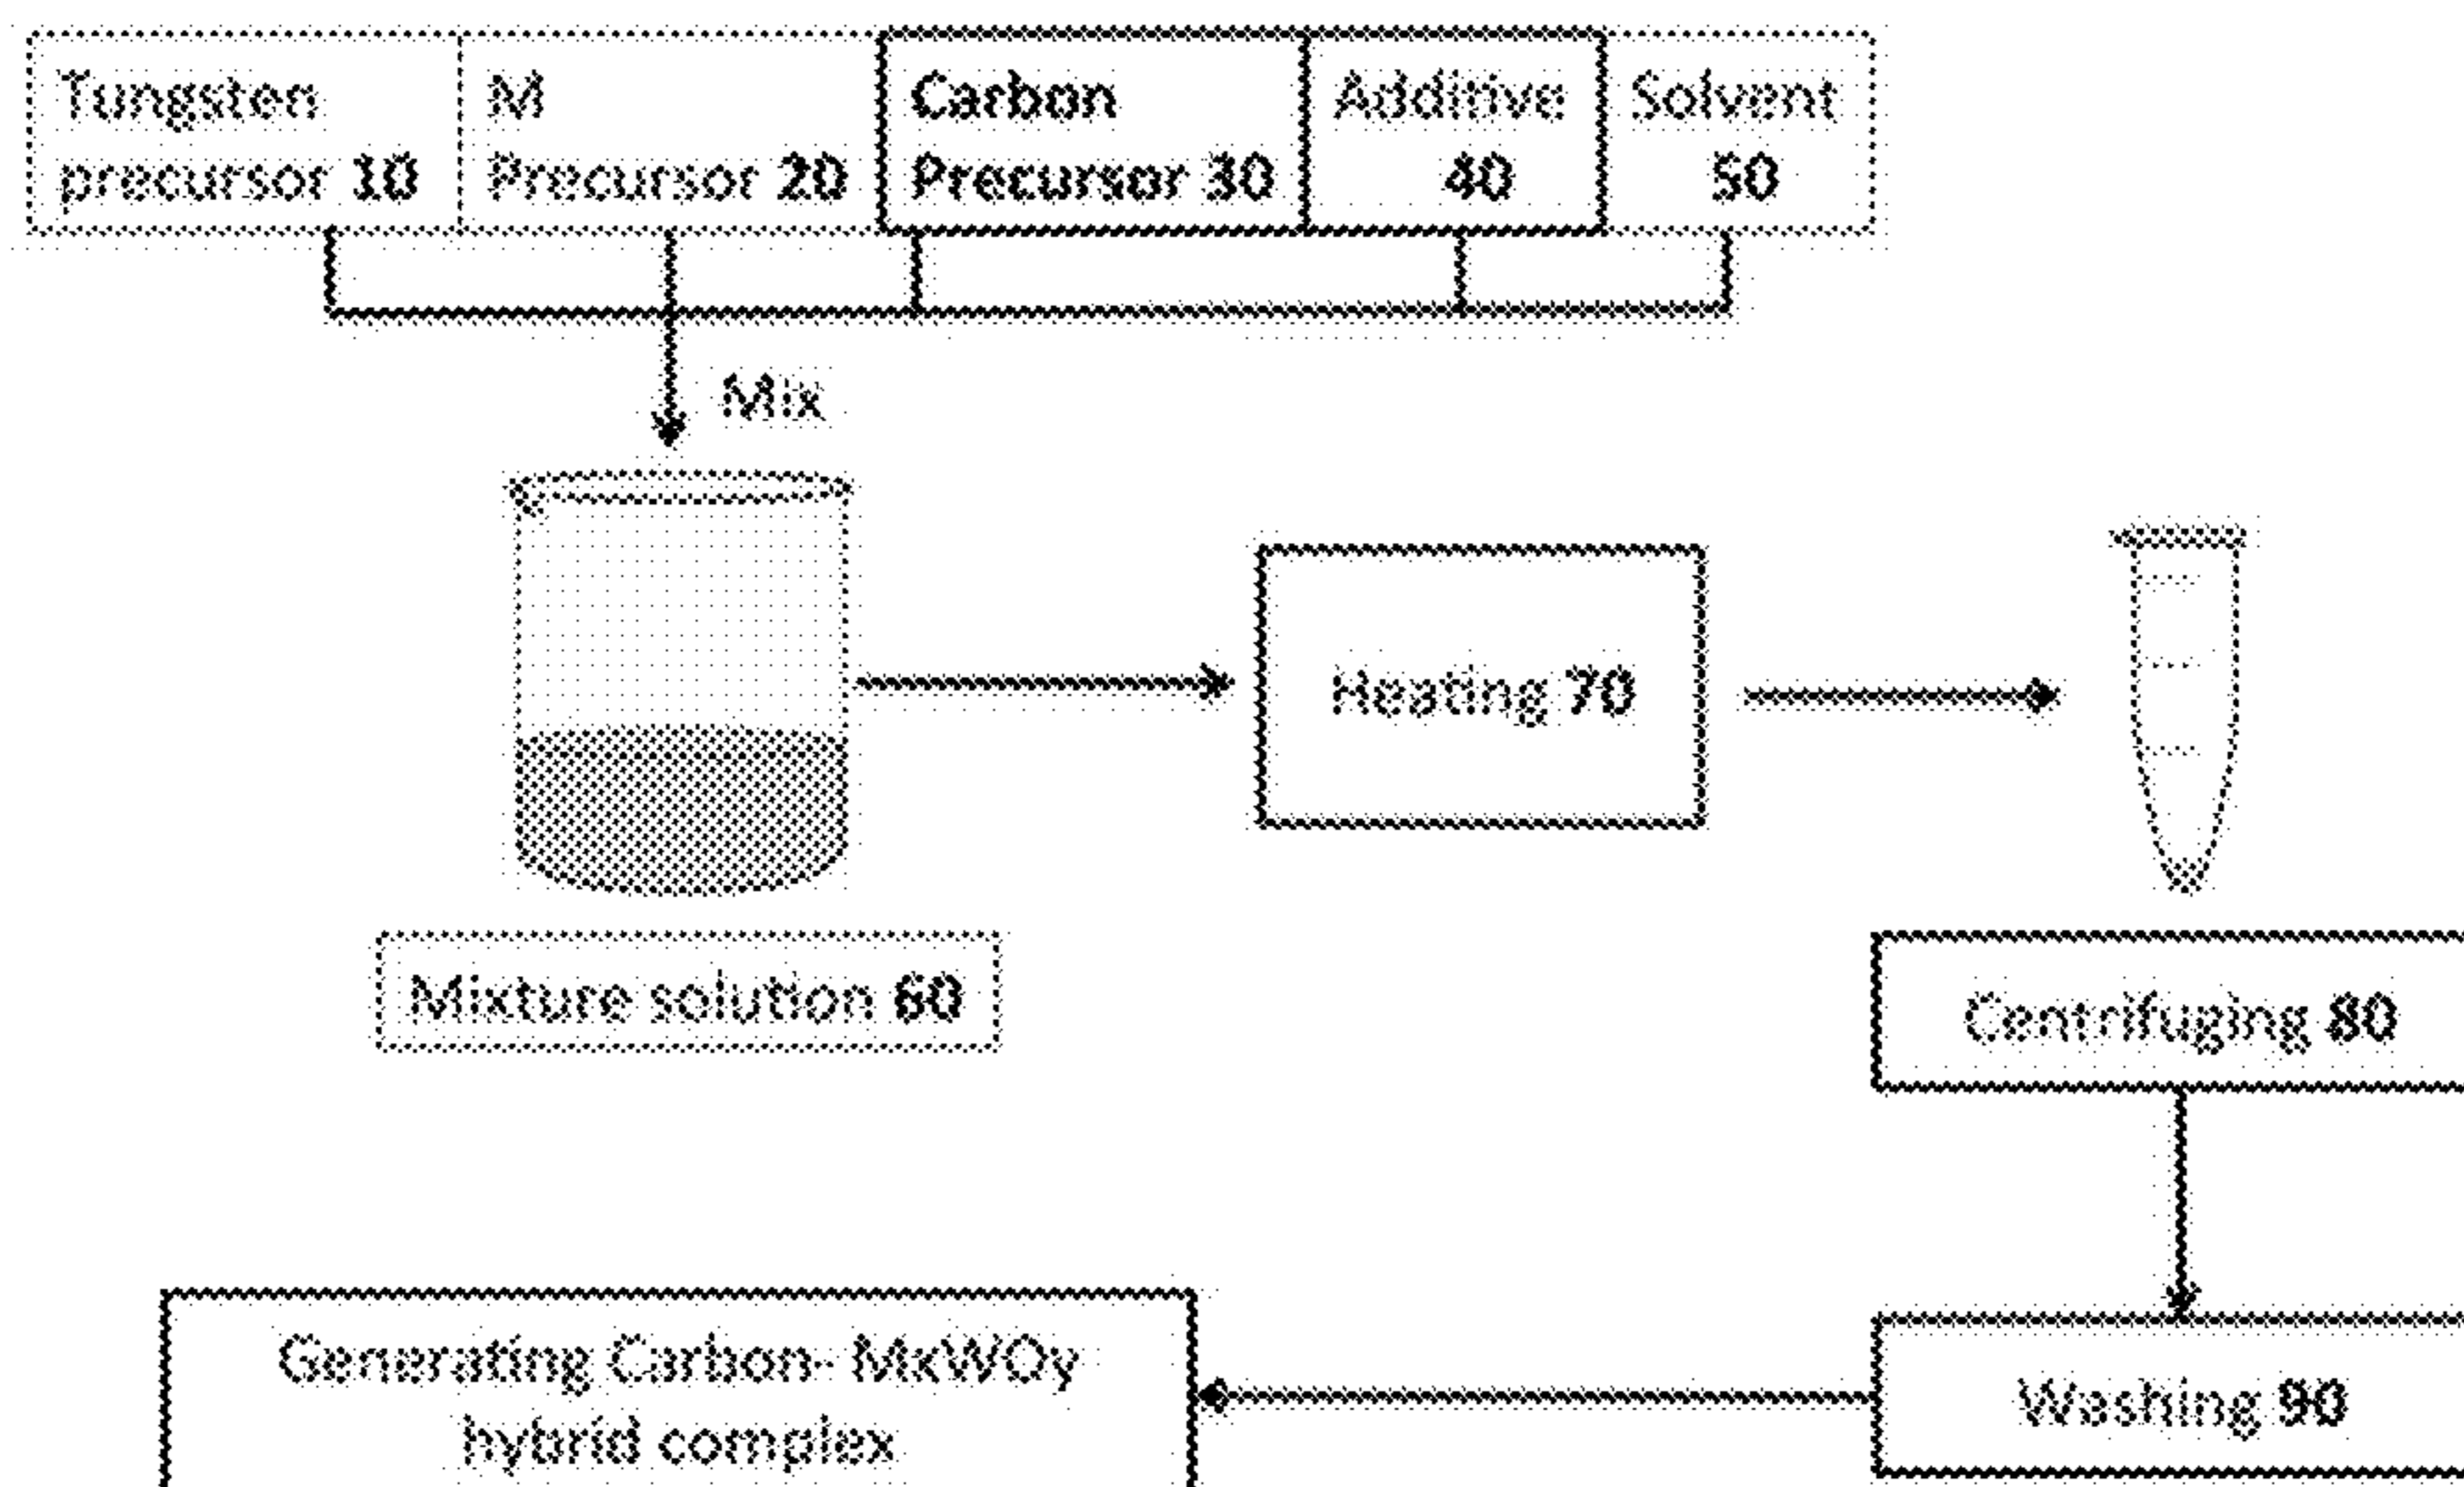 Tungsten
precursor 10
M
Precursor 20
Carbon
Precursor 30
Additive
40
Solvent
50
Mix
Heating 70
Mixture solution 60
Centrifuging 80
Washing 90
Generating Carbon- MxWOy
hybrid complex